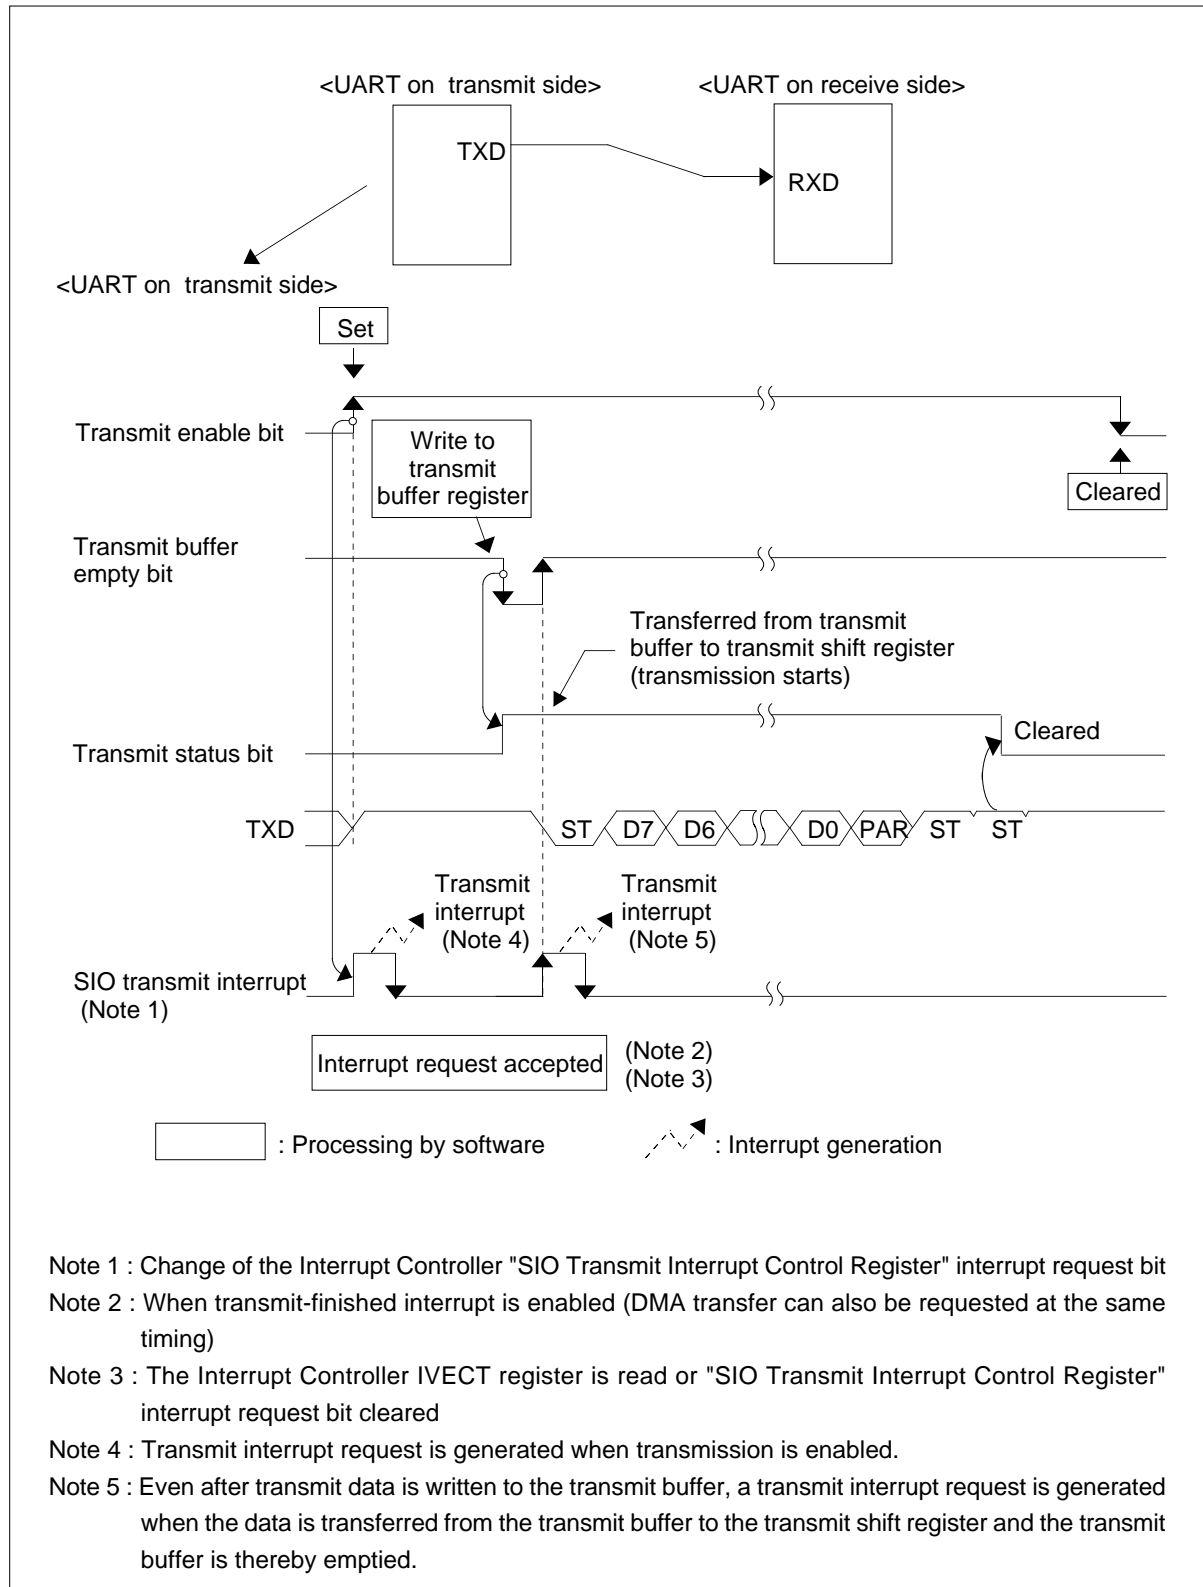 <UART on transmit side>
<UART on receive side>
TXD
RXD
<UART on transmit side>
Set
Transmit enable bit
Write to
transmit
buffer register
Cleared
Transmit buffer
empty bit
Transferred from transmit
buffer to transmit shift register
(transmission starts)
Transmit status bit
Cleared
TXD
ST
D7
D6
D0
PAR
ST
ST
Transmit
interrupt
(Note 4)
Transmit
interrupt
(Note 5)
SIO transmit interrupt
(Note 1)
Interrupt request accepted
(Note 2)
(Note 3)
: Processing by software
: Interrupt generation
Note 1 : Change of the Interrupt Controller "SIO Transmit Interrupt Control Register" interrupt request bit
Note 2 : When transmit-finished interrupt is enabled (DMA transfer can also be requested at the same
timing)
Note 3 : The Interrupt Controller IVECT register is read or "SIO Transmit Interrupt Control Register"
interrupt request bit cleared
Note 4 : Transmit interrupt request is generated when transmission is enabled.
Note 5 : Even after transmit data is written to the transmit buffer, a transmit interrupt request is generated
when the data is transferred from the transmit buffer to the transmit shift register and the transmit
buffer is thereby emptied.